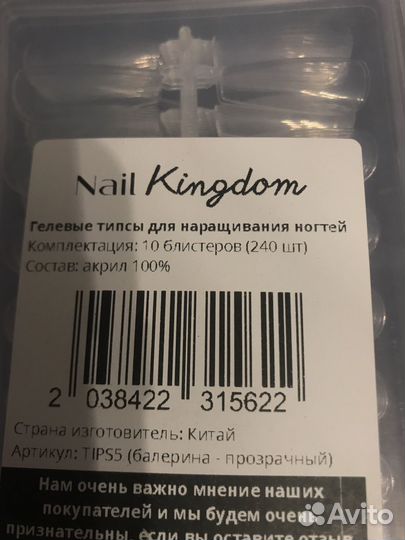 Nail Kingdom
Гелевые типсы для наращивания ногтей
Комплектация: 10 блистеров (240 шт)
Состав: акрил 100%
2 038422 315622
Страна изготовитель: Китай
Артикул: TIPS5 (балерина - прозрачный)
Нам очень важно мнение наших
покупателей и мы будем очень
признательны, если вы оставите отзыв
Avito